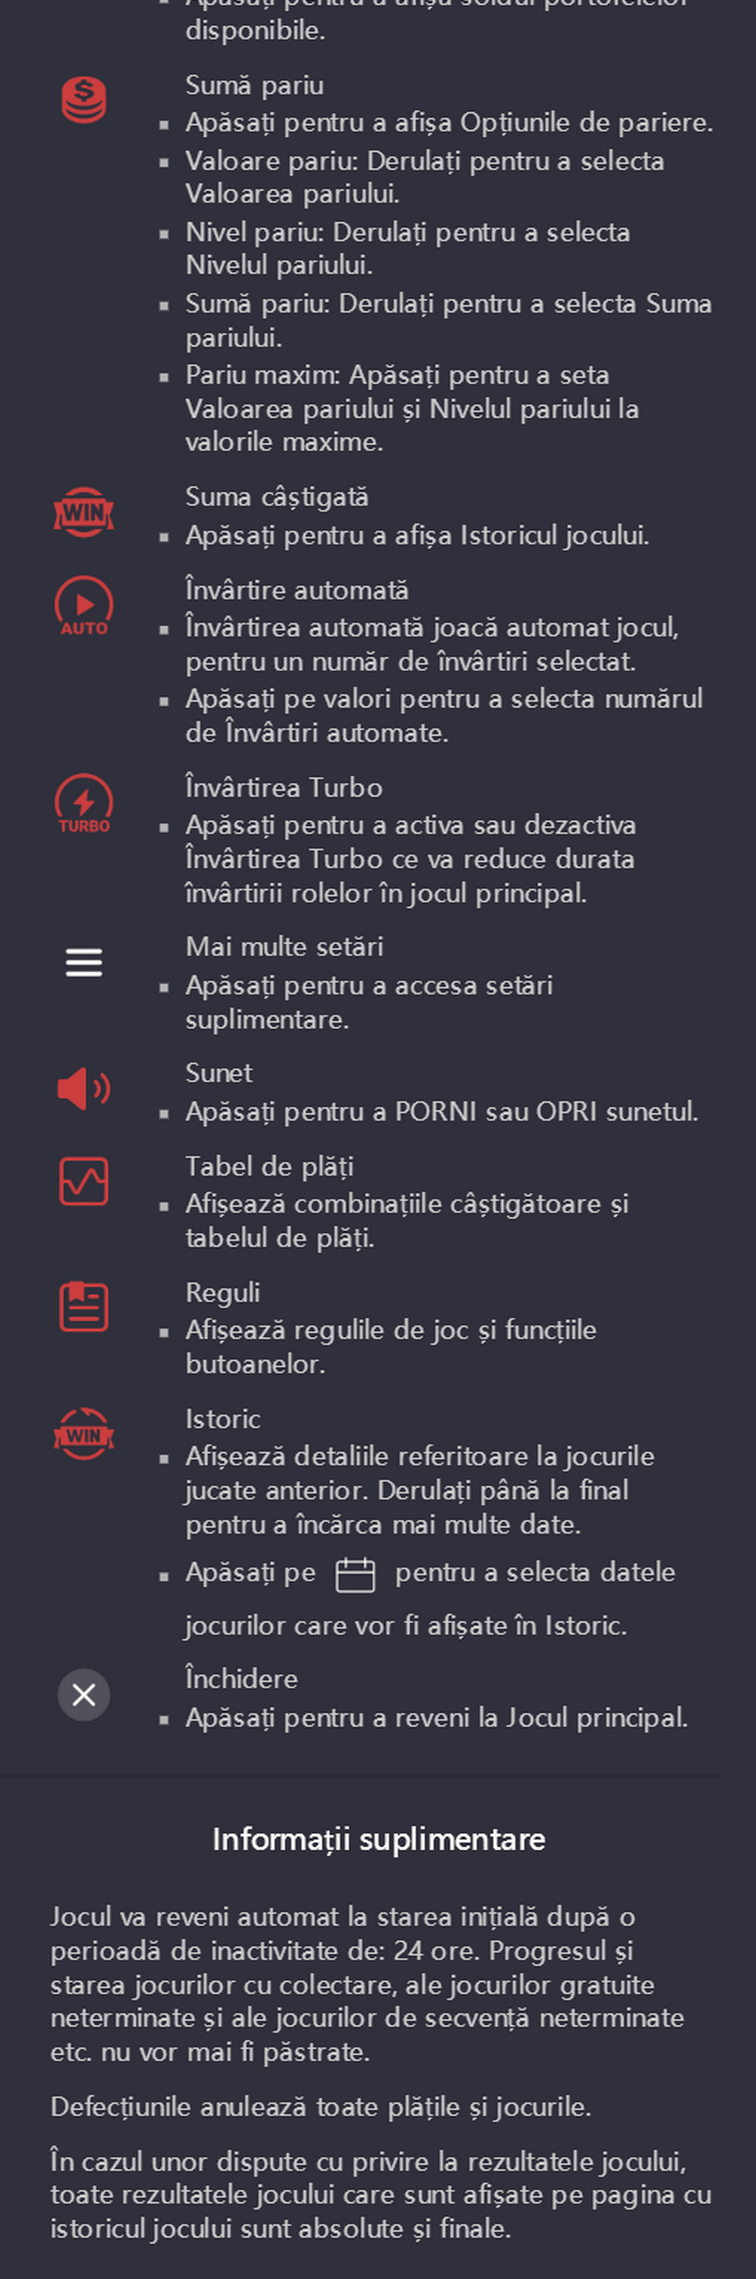 Apăsați pentru a afișa soldul portofelelor
disponibile.
Sumă pariu
▪ Apăsați pentru a afișa Opțiunile de pariere.
▪ Valoare pariu: Derulați pentru a selecta
Valoarea pariului.
▪ Nivel pariu: Derulați pentru a selecta
Nivelul pariului.
▪ Sumă pariu: Derulați pentru a selecta Suma
pariului.
▪ Pariu maxim: Apăsați pentru a seta
Valoarea pariului și Nivelul pariului la
valorile maxime.
WIN
Suma câștigată
▪ Apăsați pentru a afișa Istoricul jocului.
AUTO
Învârtire automată
▪ Învârtirea automată joacă automat jocul,
pentru un număr de învârtiri selectat.
▪ Apăsați pe valori pentru a selecta numărul
de Învârtiri automate.
TURBO
Învârtirea Turbo
▪ Apăsați pentru a activa sau dezactiva
Învârtirea Turbo ce va reduce durata
învârtirii rolelor în jocul principal.
Mai multe setări
▪ Apăsați pentru a accesa setări
suplimentare.
Sunet
▪ Apăsați pentru a PORNI sau OPRI sunetul.
Tabel de plăți
▪ Afișează combinațiile câștigătoare și
tabelul de plăți.
Reguli
▪ Afișează regulile de joc și funcțiile
butoanelor.
WIN
Istoric
▪ Afișează detaliile referitoare la jocurile
jucate anterior. Derulați până la final
pentru a încărca mai multe date.
▪ Apăsați pe pentru a selecta datele
jocurilor care vor fi afișate în Istoric.
Închidere
▪ Apăsați pentru a reveni la Jocul principal.
Informații suplimentare
Jocul va reveni automat la starea inițială după o
perioadă de inactivitate de: 24 ore. Progresul și
starea jocurilor cu colectare, ale jocurilor gratuite
neterminate și ale jocurilor de secvență neterminate
etc. nu vor mai fi păstrate.
Defecțiunile anulează toate plățile și jocurile.
În cazul unor dispute cu privire la rezultatele jocului,
toate rezultatele jocului care sunt afișate pe pagina cu
istoricul jocului sunt absolute și finale.